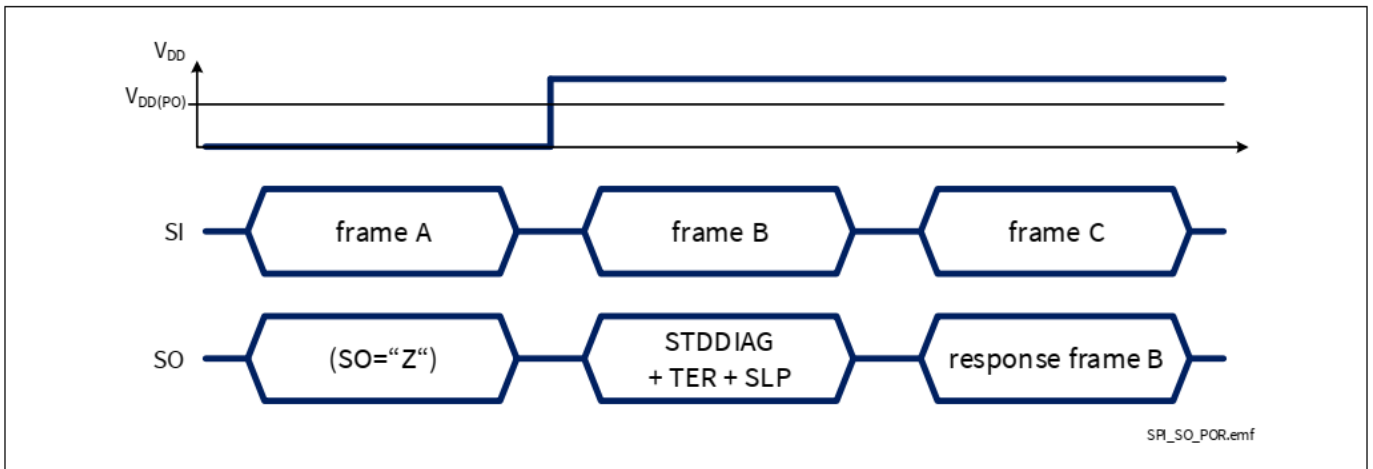 VDD
VDD(PO)
SI
frame A
frame B
frame C
SO
(SO=“Z“)
STDDIAG
+ TER + SLP
response frame B
SPI_SO_POR.emf